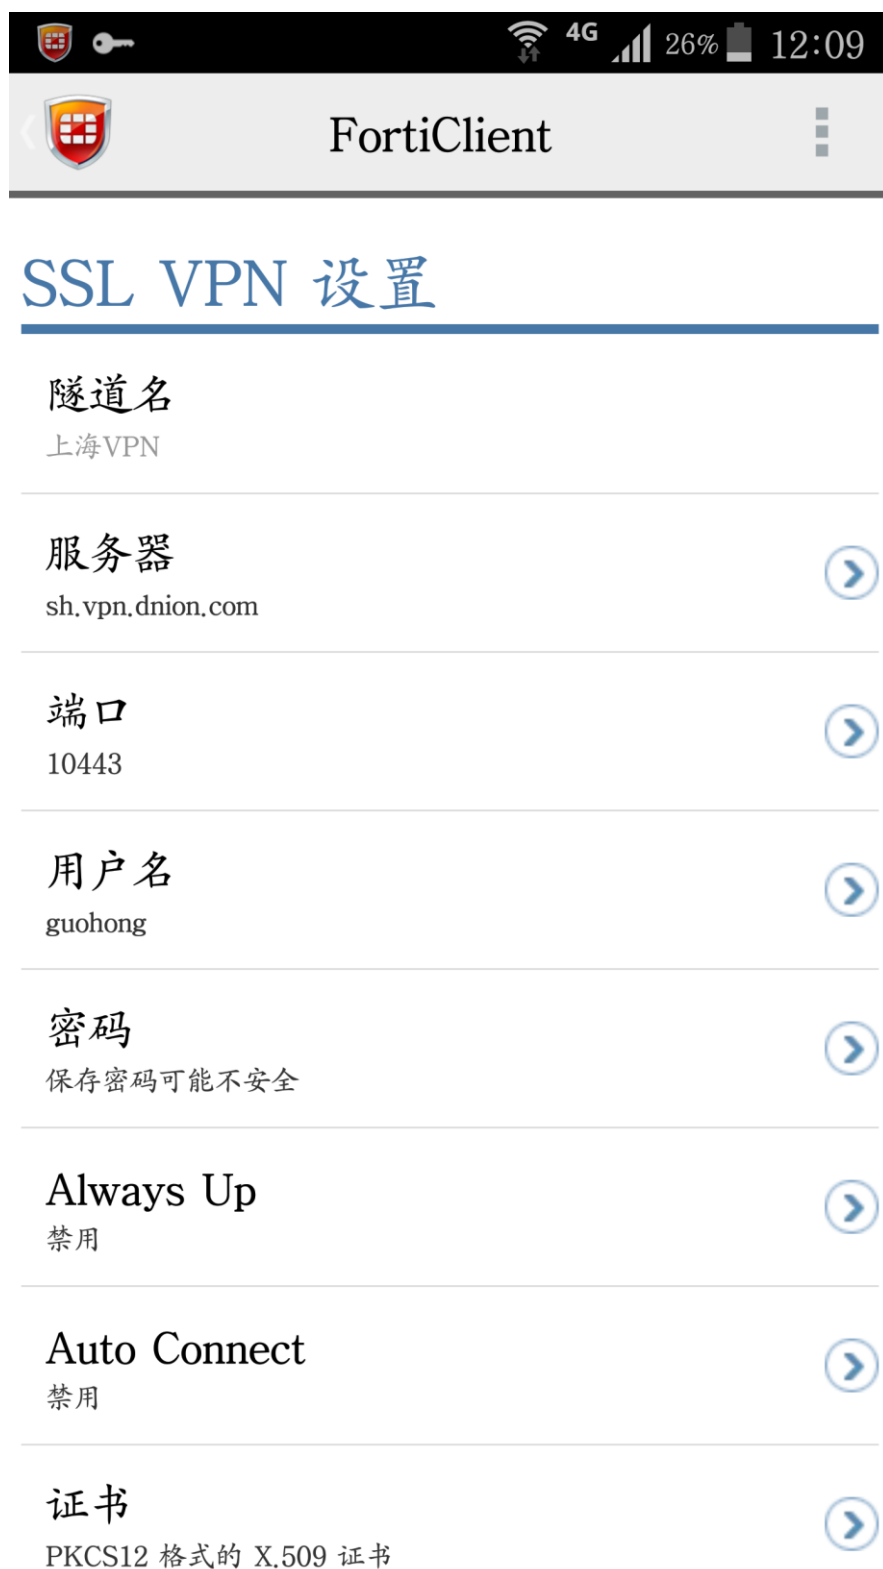 4G 26% 12:09
FortiClient
SSL VPN 设置
隧道名
上海VPN
服务器
sh.vpn.dnion.com
端口
10443
用户名
guohong
密码
保存密码可能不安全
Always Up
禁用
Auto Connect
禁用
证书
PKCS12 格式的 X.509 证书